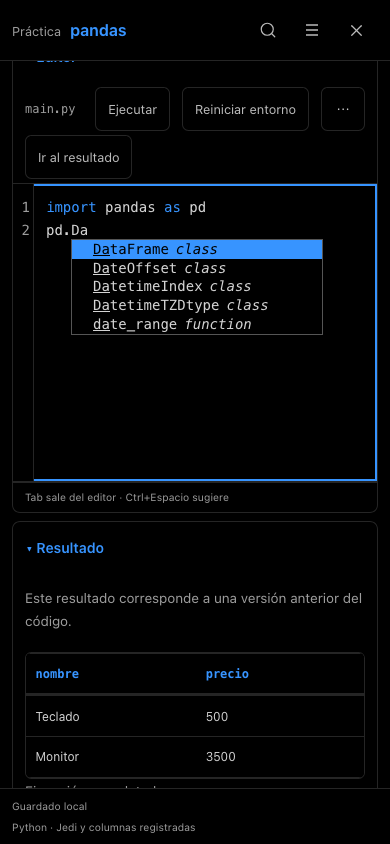 Práctica pandas
main.py Ejecutar Reiniciar entorno ...
Ir al resultado
1 import pandas as pd
2 pd.Da
DataFrame class
DateOffset class
DatetimeIndex class
DatetimeTZDtype class
date_range function
Tab sale del editor · Ctrl+Espacio sugiere
▾ Resultado
Este resultado corresponde a una versión anterior del
código.
nombre precio
Teclado 500
Monitor 3500
Guardado local
Python · Jedi y columnas registradas